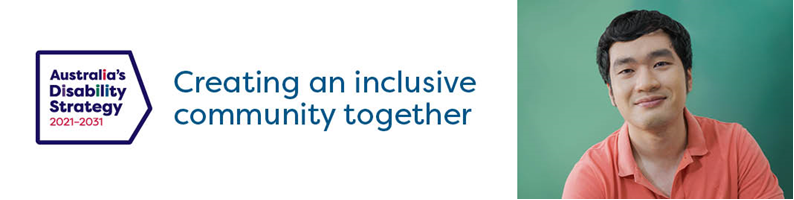 Australia's
Disability
Strategy
2021-2031
Creating an inclusive
community together